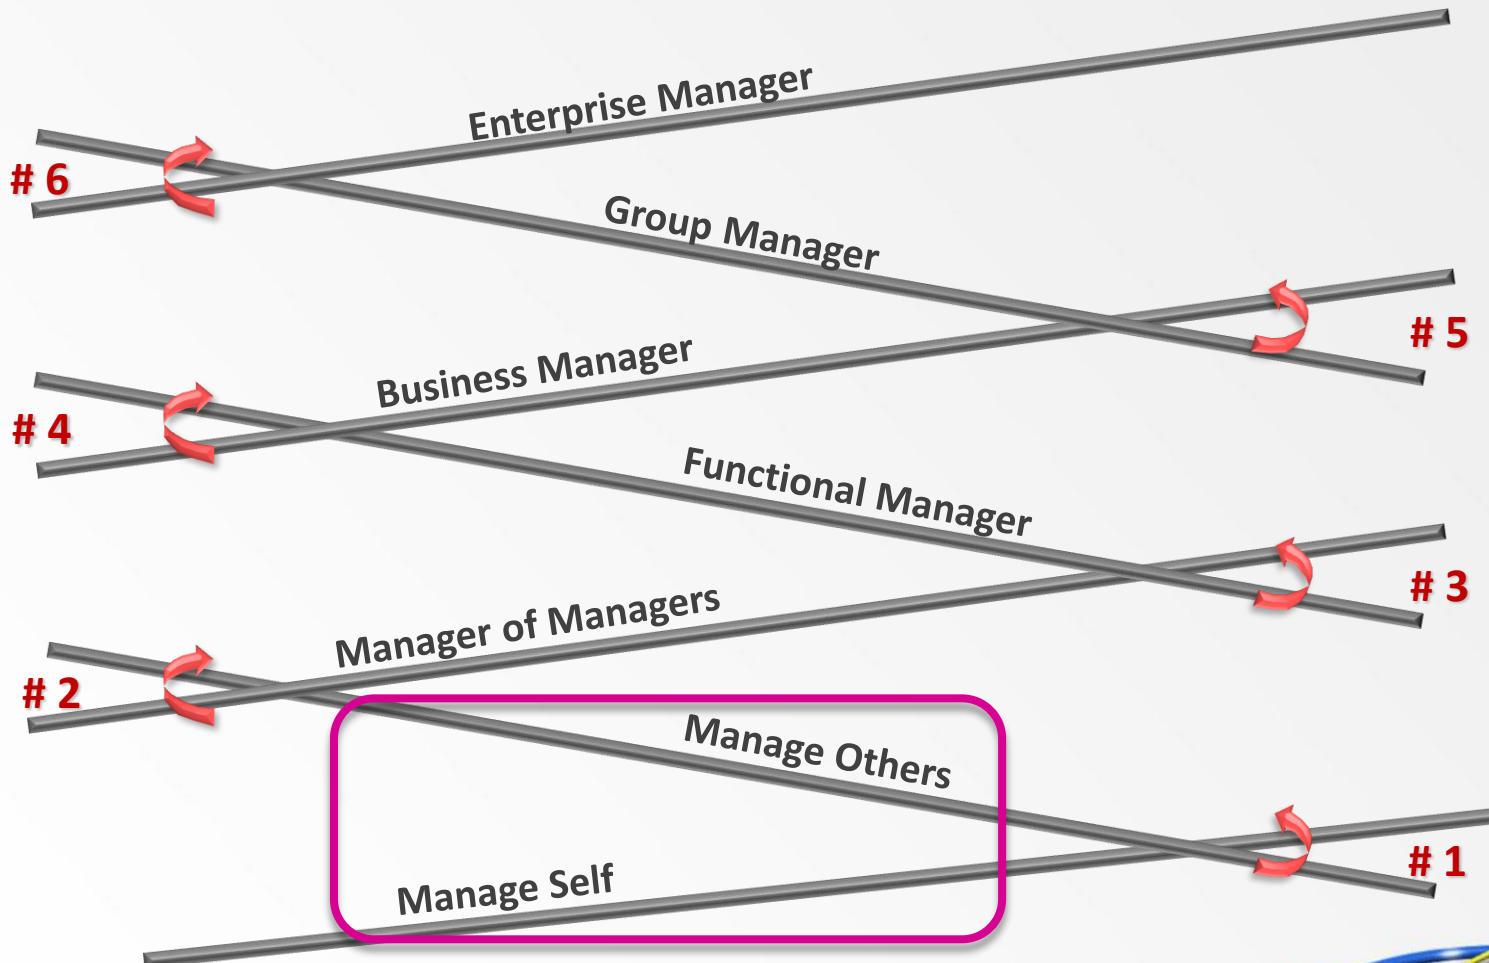 Enterprise Manager
# 6
Group Manager
# 5
Business Manager
# 4
Functional Manager
# 3
Manager of Managers
# 2
Manage Others
# 1
Manage Self